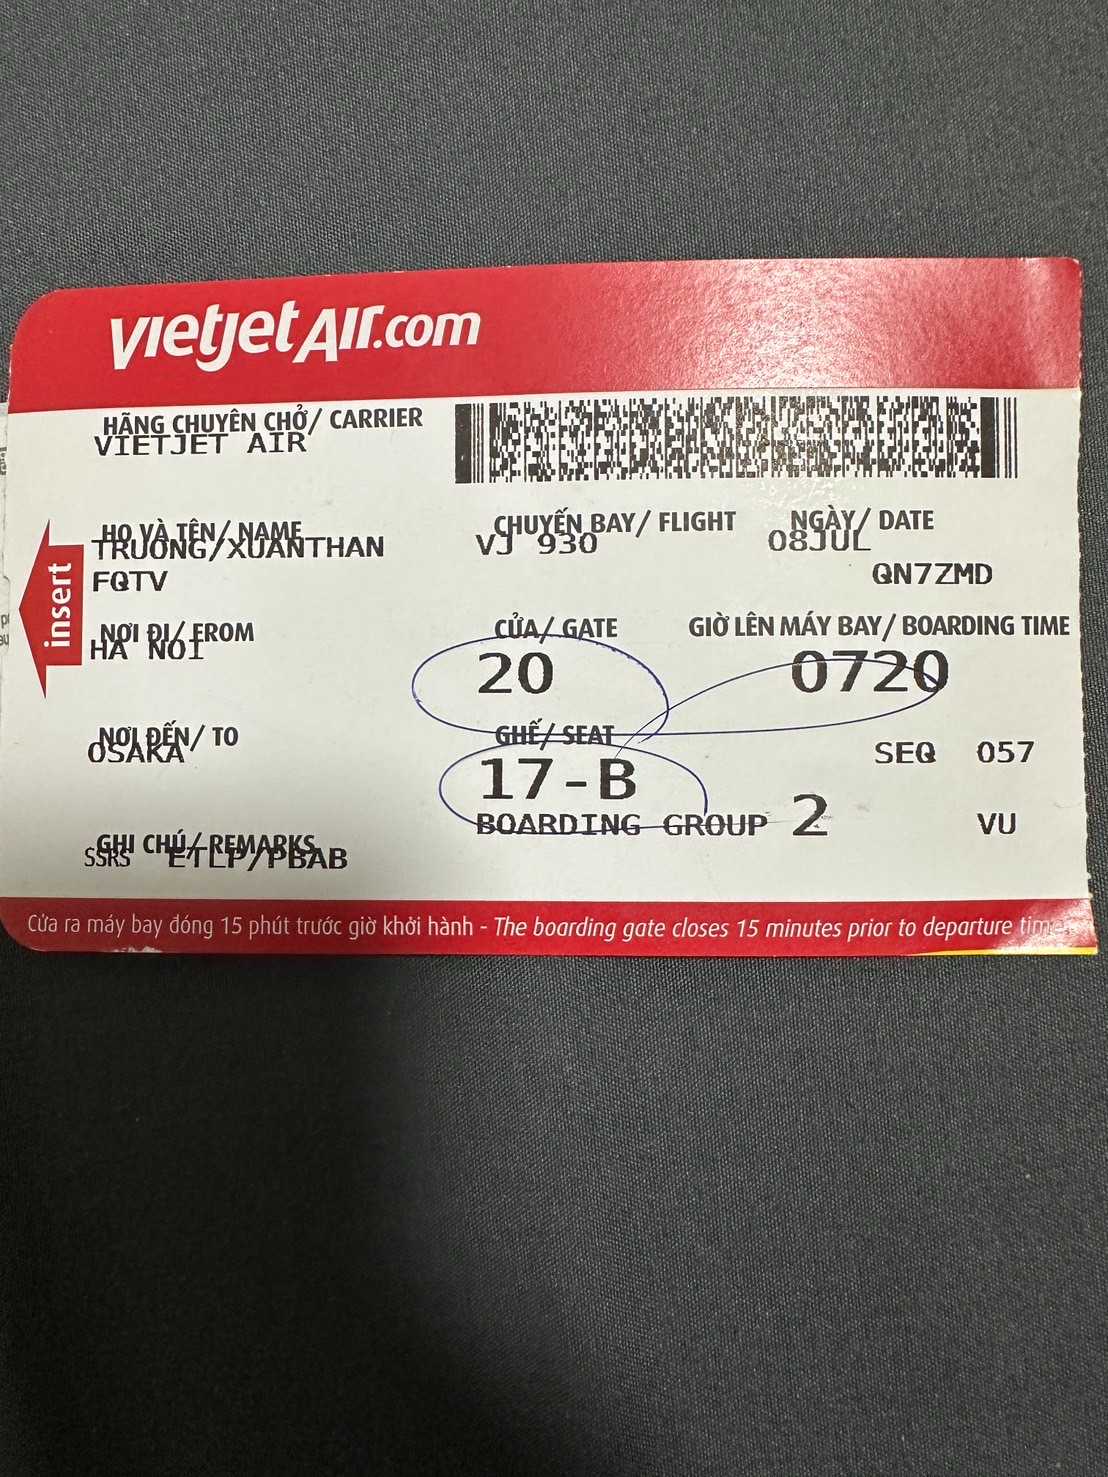 vietjetAir.com
HÃNG CHUYÊN CHỞ/ CARRIER
VIETJET AIR
HỌ VÀ TÊN/ NAME
TRUONG/XUANTHAN
FQTV
CHUYẾN BAY/ FLIGHT
VJ 930
NGÀY/ DATE
08JUL
QN7ZMD
insert
NƠI ĐI/ FROM
HA NOI
CỬA/ GATE
20
GIỜ LÊN MÁY BAY/ BOARDING TIME
0720
NƠI ĐẾN/ TO
OSAKA
GHẾ/ SEAT
17-B
SEQ 057
BOARDING GROUP 2
VU
GHI CHÚ/ REMARKS
SSRS ETLP/PBAB
Cửa ra máy bay đóng 15 phút trước giờ khởi hành - The boarding gate closes 15 minutes prior to departure time.